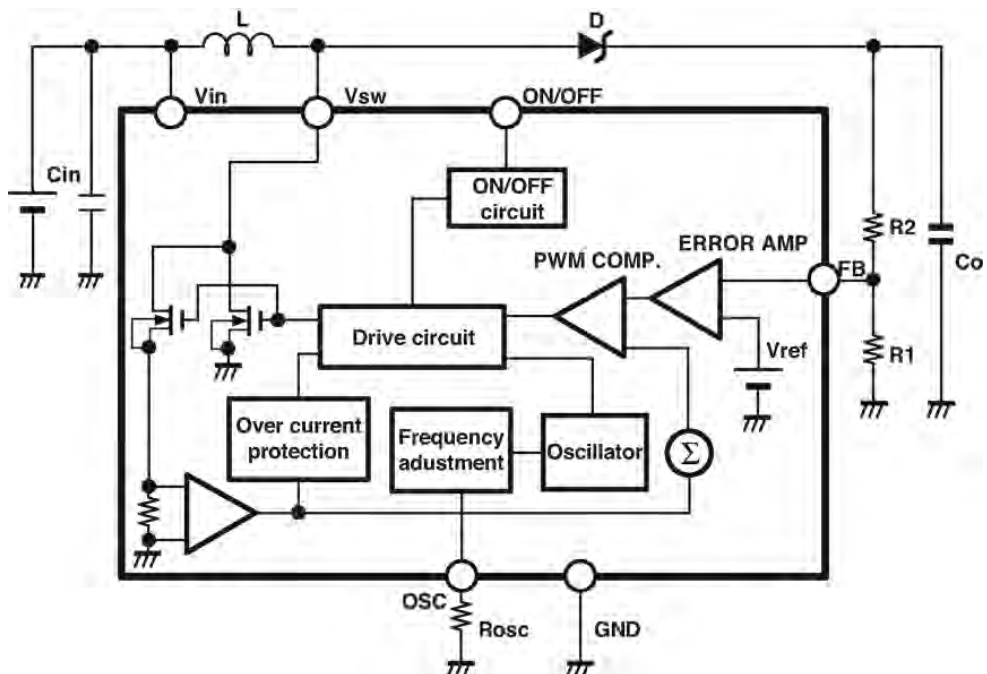 L
D
Vin
Vsw
ON/OFF
Cin
ON/OFF
circuit
R2
ERROR AMP
PWM COMP.
FB
Co
Drive circuit
Vref
R1
Over current
protection
Frequency
adustment
Oscillator
Σ
OSC
Rosc
GND